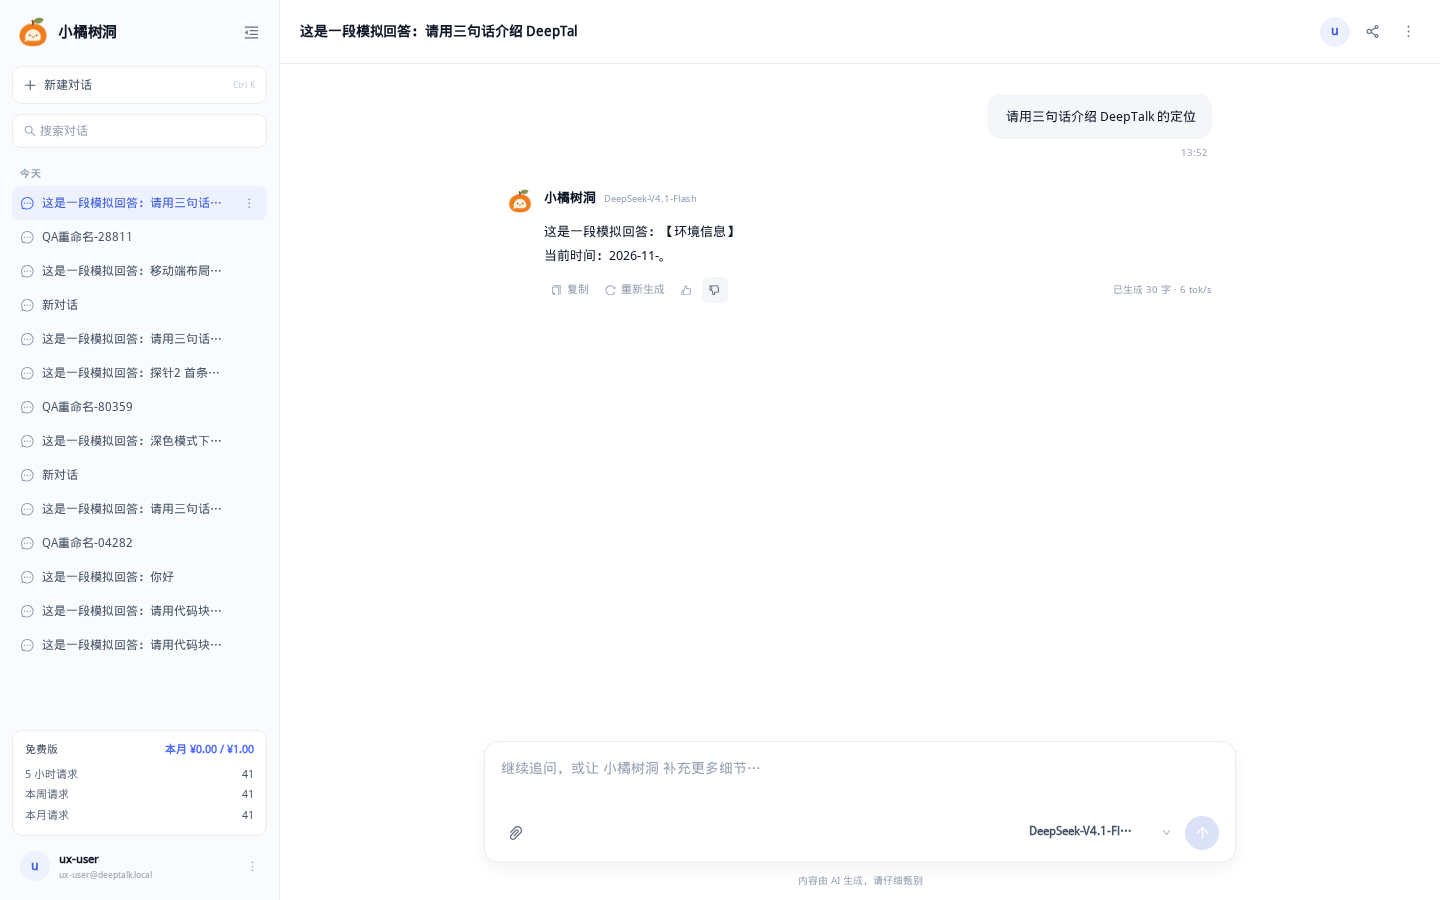 小橘树洞
新建对话
Ctrl K
搜索对话
今天
这是一段模拟回答：请用三句话…
QA重命名-28811
这是一段模拟回答：移动端布局…
新对话
这是一段模拟回答：请用三句话…
这是一段模拟回答：探针2 首条…
QA重命名-80359
这是一段模拟回答：深色模式下…
新对话
这是一段模拟回答：请用三句话…
QA重命名-04282
这是一段模拟回答：你好
这是一段模拟回答：请用代码块…
这是一段模拟回答：请用代码块…
免费版 本月 ¥0.00 / ¥1.00
5 小时请求 41
本周请求 41
本月请求 41
u
ux-user
ux-user@deeptalk.local
这是一段模拟回答：请用三句话介绍 DeepTal
u
请用三句话介绍 DeepTalk 的定位
13:52
小橘树洞 DeepSeek-V4.1-Flash
这是一段模拟回答：【环境信息】
当前时间：2026-11-。
复制 重新生成 已生成 30 字 · 6 tok/s
继续追问，或让 小橘树洞 补充更多细节…
DeepSeek-V4.1-Fl…
内容由 AI 生成，请仔细甄别